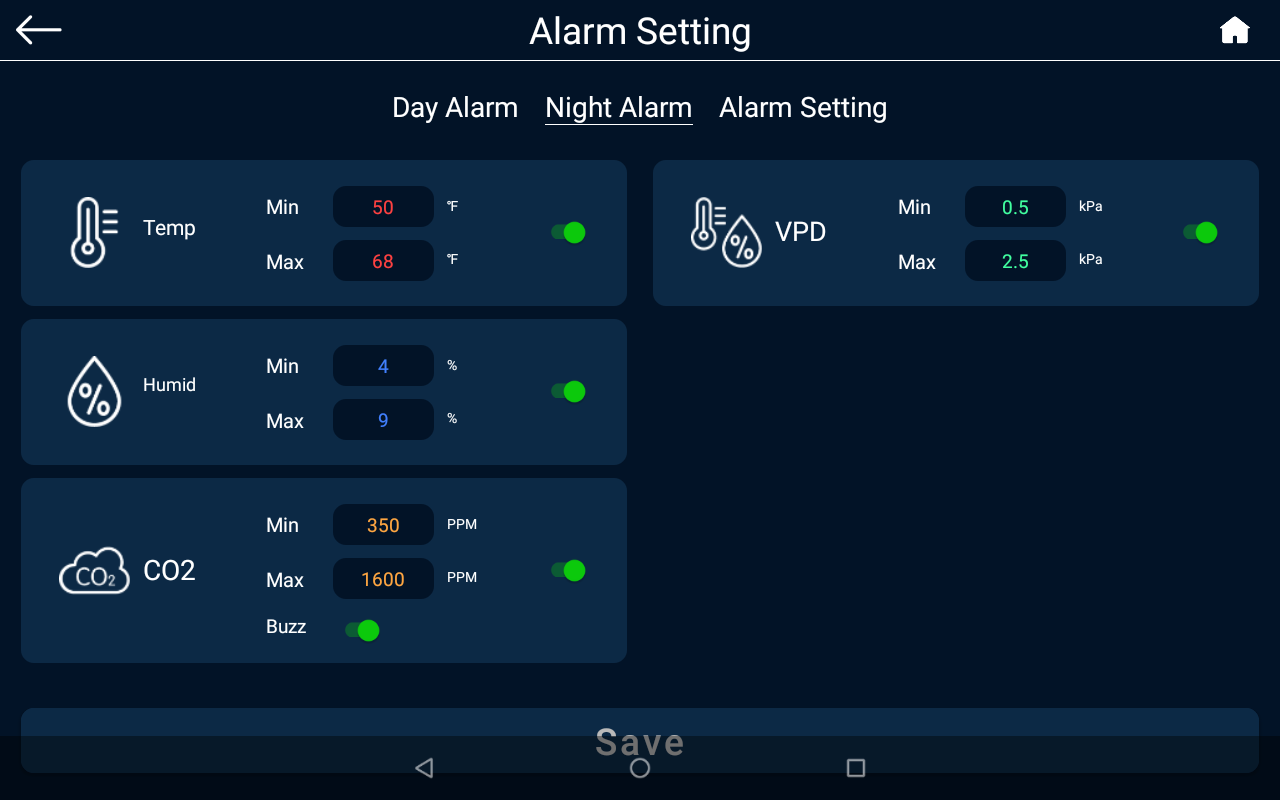 Alarm Setting
Day Alarm Night Alarm Alarm Setting
Temp
Min 50 °F
Max 68 °F
VPD
Min 0.5 kPa
Max 2.5 kPa
Humid
Min 4 %
Max 9 %
CO2
CO2
Min 350 PPM
Max 1600 PPM
Buzz
Save